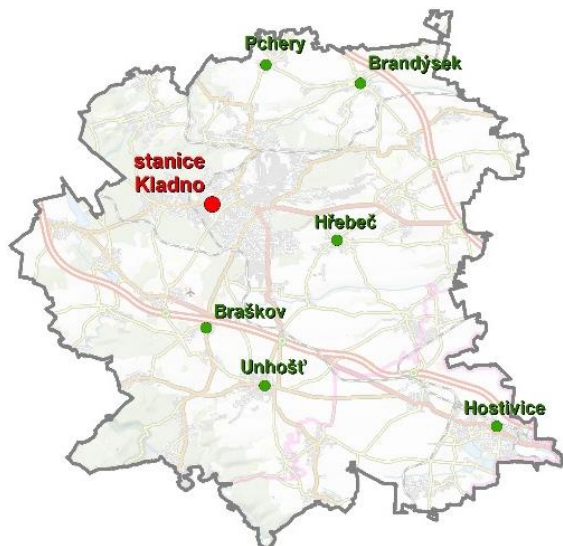 Pchery
Brandýsek
stanice
Kladno
Hřebeč
Braškov
Unhošť
Hostivice